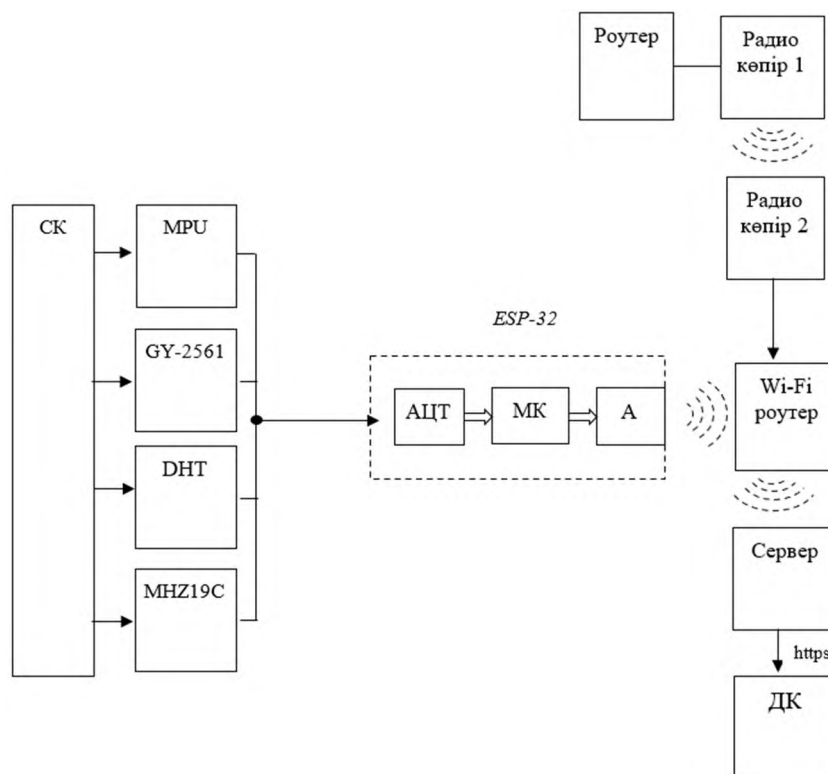 Роутер
Радио
көпір 1
Радио
көпір 2
СК
MPU
GY-2561
DHT
MHZ19C
ESP-32
АЦТ
МК
А
Wi-Fi
роутер
Сервер
https
ДК